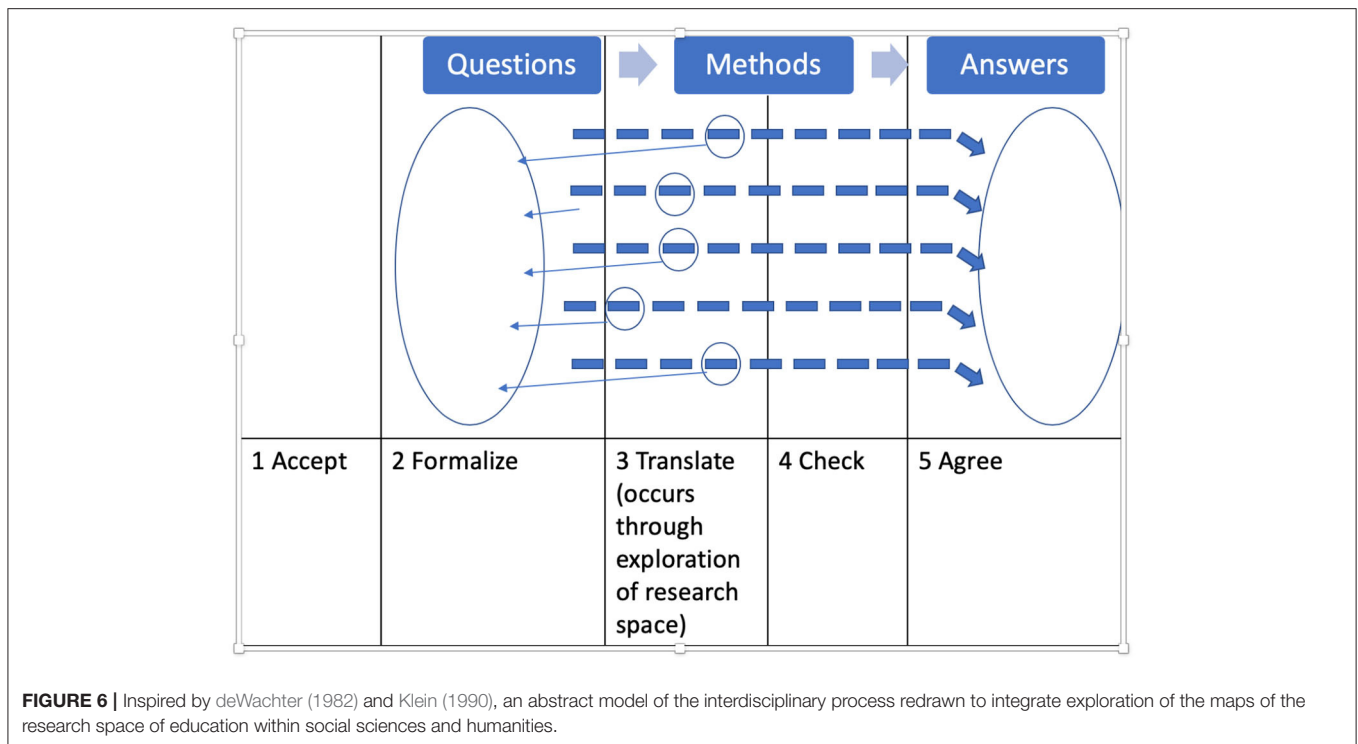 Questions
Methods
Answers
1 Accept
2 Formalize
3 Translate
(occurs
through
exploration
of research
space)
4 Check
5 Agree
FIGURE 6 | Inspired by deWachter (1982) and Klein (1990), an abstract model of the interdisciplinary process redrawn to integrate exploration of the maps of the
research space of education within social sciences and humanities.